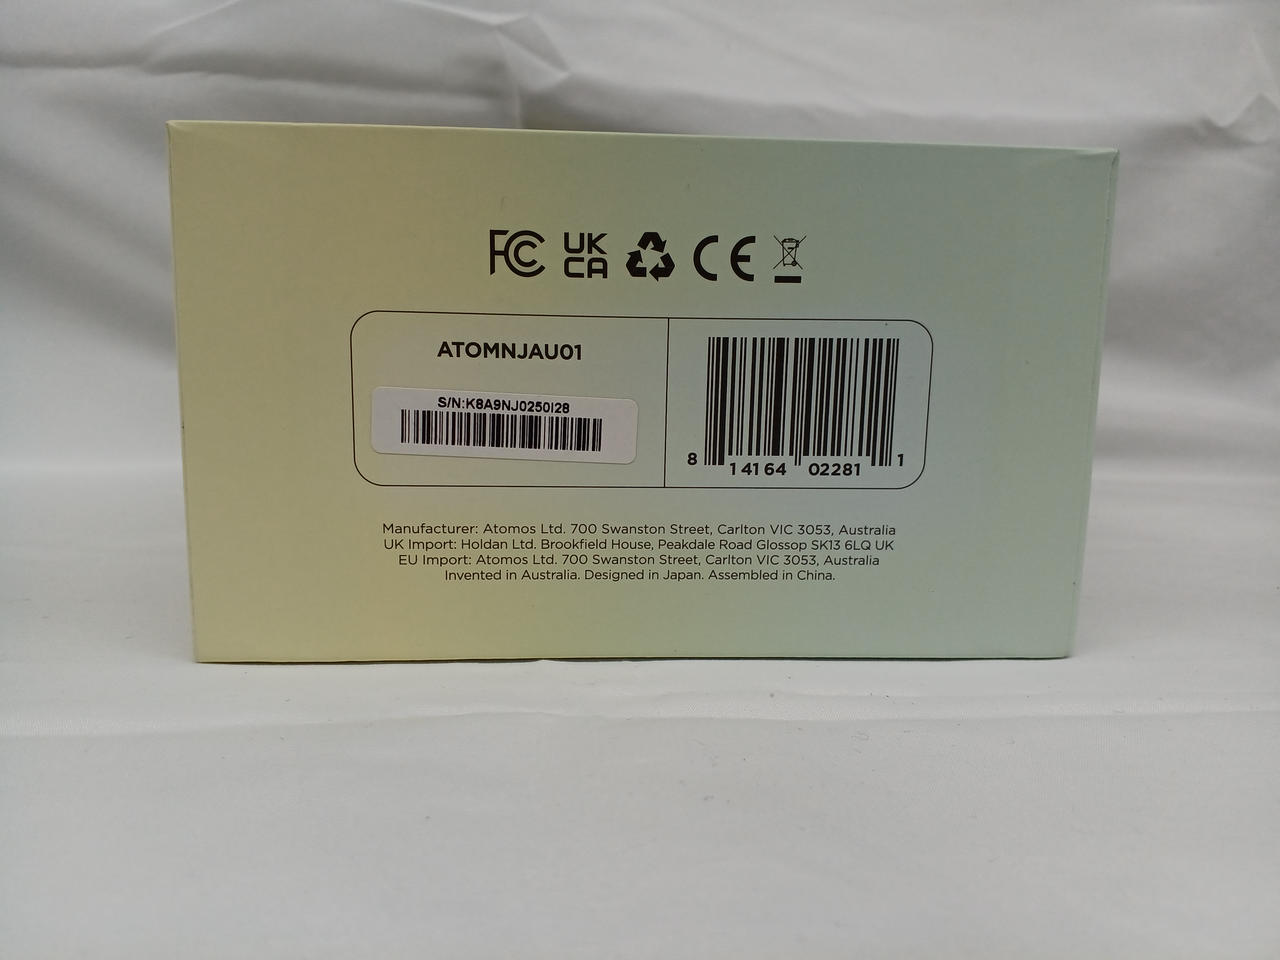 FC
UK
CA
CE
ATOMNJAU01
S/N:K8A9NJ0250I28
8 14164 02281 1
Manufacturer: Atomos Ltd. 700 Swanston Street, Carlton VIC 3053, Australia
UK Import: Holdan Ltd. Brookfield House, Peakdale Road Glossop SK13 6LQ UK
EU Import: Atomos Ltd. 700 Swanston Street, Carlton VIC 3053, Australia
Invented in Australia. Designed in Japan. Assembled in China.